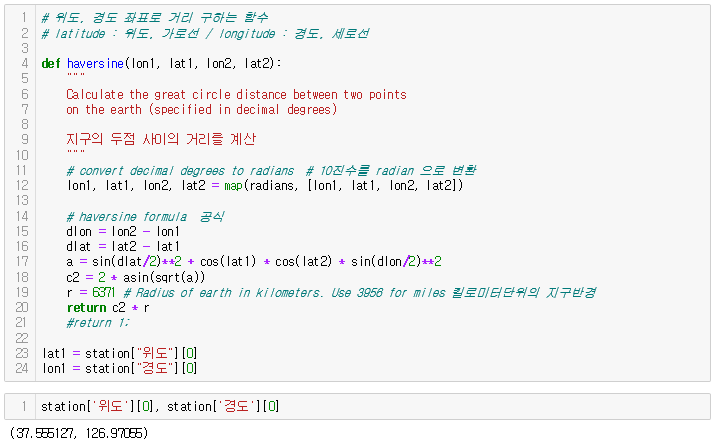 1 # 위도, 경도 좌표로 거리 구하는 함수
2 # latitude : 위도, 가로선 / longitude : 경도, 세로선
3
4 def haversine(lon1, lat1, lon2, lat2):
5 """
6 Calculate the great circle distance between two points
7 on the earth (specified in decimal degrees)
8
9 지구의 두점 사이의 거리를 계산
10 """
11 # convert decimal degrees to radians # 10진수를 radian 으로 변환
12 lon1, lat1, lon2, lat2 = map(radians, [lon1, lat1, lon2, lat2])
13
14 # haversine formula 공식
15 dlon = lon2 - lon1
16 dlat = lat2 - lat1
17 a = sin(dlat/2)**2 + cos(lat1) * cos(lat2) * sin(dlon/2)**2
18 c2 = 2 * asin(sqrt(a))
19 r = 6371 # Radius of earth in kilometers. Use 3956 for miles 킬로미터단위의 지구반경
20 return c2 * r
21 #return 1;
22
23 lat1 = station["위도"][0]
24 lon1 = station["경도"][0]
1 station['위도'][0], station['경도'][0]
(37.555127, 126.97055)